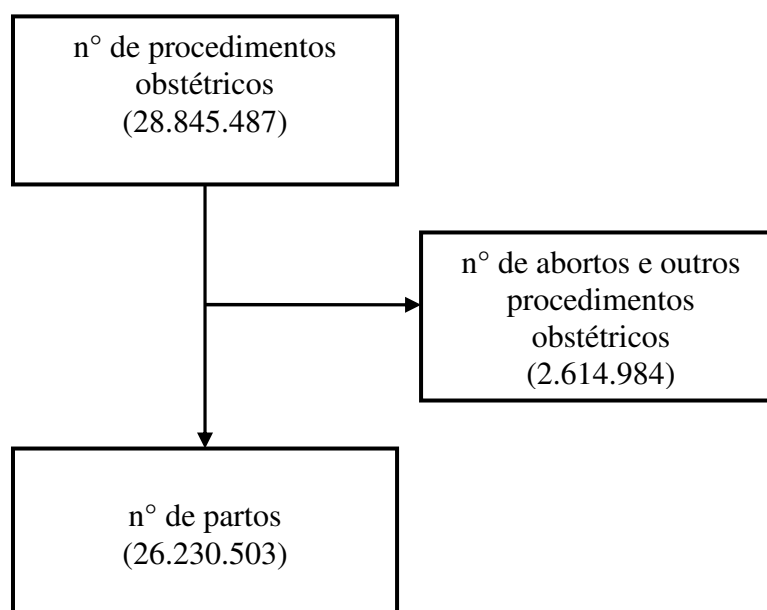 n° de procedimentos
obstétricos
(28.845.487)
n° de abortos e outros
procedimentos
obstétricos
(2.614.984)
n° de partos
(26.230.503)